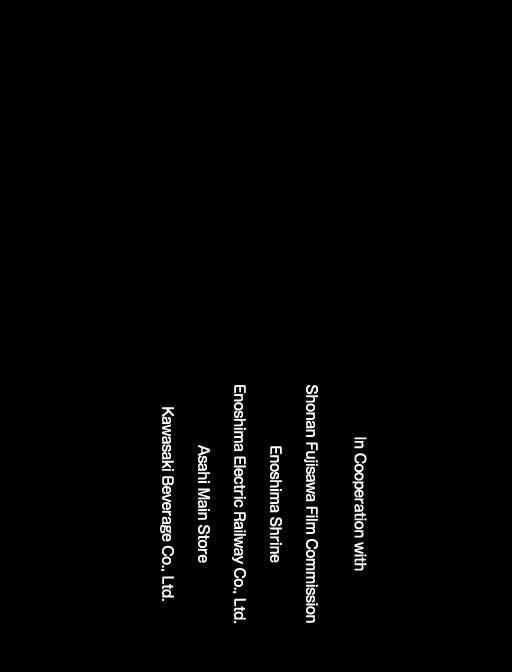 In Cooperation with
Shonan Fujisawa Film Commission
Enoshima Shrine
Enoshima Electric Railway Co., Ltd.
Asahi Main Store
Kawasaki Beverage Co., Ltd.